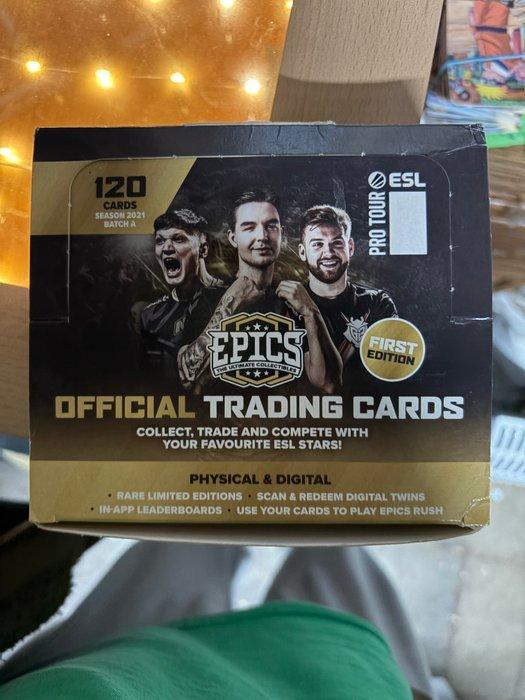 120
CARDS
SEASON 2021
BATCH A
PRO TOUR
ESL
EPICS
THE ULTIMATE COLLECTIBLES
FIRST
EDITION
OFFICIAL TRADING CARDS
COLLECT, TRADE AND COMPETE WITH
YOUR FAVOURITE ESL STARS!
PHYSICAL & DIGITAL
• RARE LIMITED EDITIONS • SCAN & REDEEM DIGITAL TWINS
• IN-APP LEADERBOARDS • USE YOUR CARDS TO PLAY EPICS RUSH